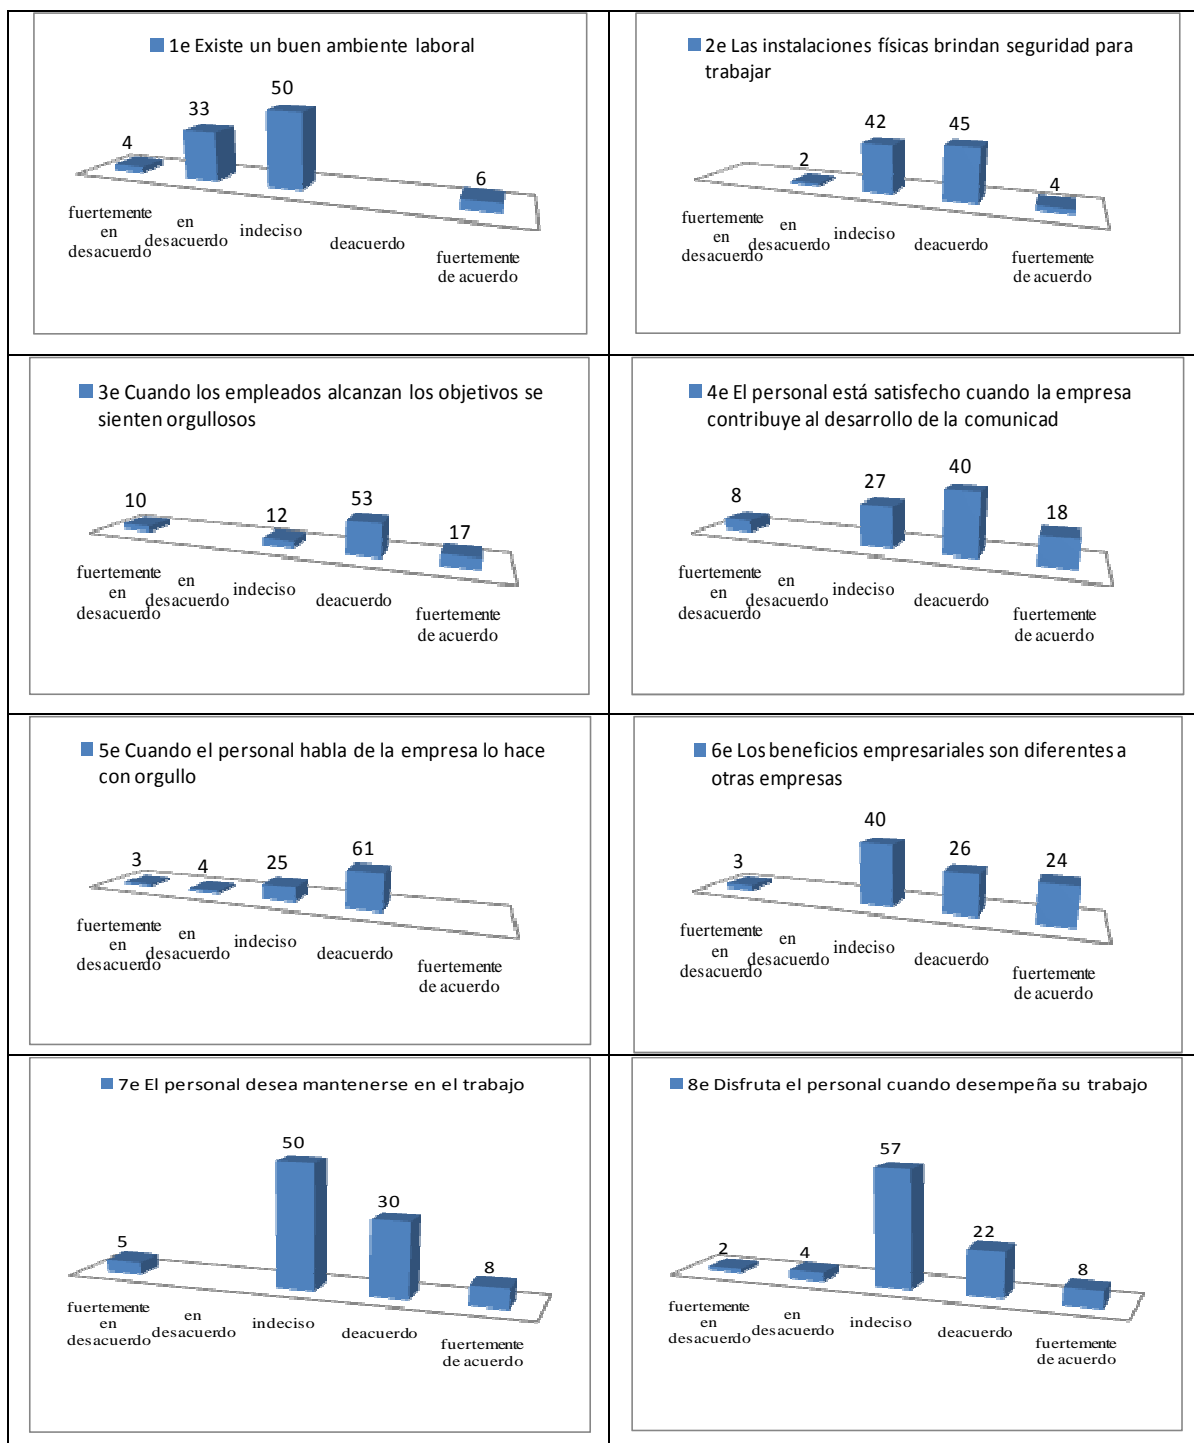 1e Existe un buen ambiente laboral
4
33
50
6
fuertemente
en
desacuerdo
en
desacuerdo
indeciso
deacuerdo
fuertemente
de acuerdo
2e Las instalaciones físicas brindan seguridad para
trabajar
2
42
45
4
fuertemente
en
desacuerdo
en
desacuerdo
indeciso
deacuerdo
fuertemente
de acuerdo
3e Cuando los empleados alcanzan los objetivos se
sienten orgullosos
10
12
53
17
fuertemente
en
desacuerdo
en
desacuerdo
indeciso
deacuerdo
fuertemente
de acuerdo
4e El personal está satisfecho cuando la empresa
contribuye al desarrollo de la comunicad
8
27
40
18
fuertemente
en
desacuerdo
en
desacuerdo
indeciso
deacuerdo
fuertemente
de acuerdo
5e Cuando el personal habla de la empresa lo hace
con orgullo
3
4
25
61
fuertemente
en
desacuerdo
en
desacuerdo
indeciso
deacuerdo
fuertemente
de acuerdo
6e Los beneficios empresariales son diferentes a
otras empresas
3
40
26
24
fuertemente
en
desacuerdo
en
desacuerdo
indeciso
deacuerdo
fuertemente
de acuerdo
7e El personal desea mantenerse en el trabajo
5
50
30
8
fuertemente
en
desacuerdo
en
desacuerdo
indeciso
deacuerdo
fuertemente
de acuerdo
8e Disfruta el personal cuando desempeña su trabajo
2
4
57
22
8
fuertemente
en
desacuerdo
en
desacuerdo
indeciso
deacuerdo
fuertemente
de acuerdo